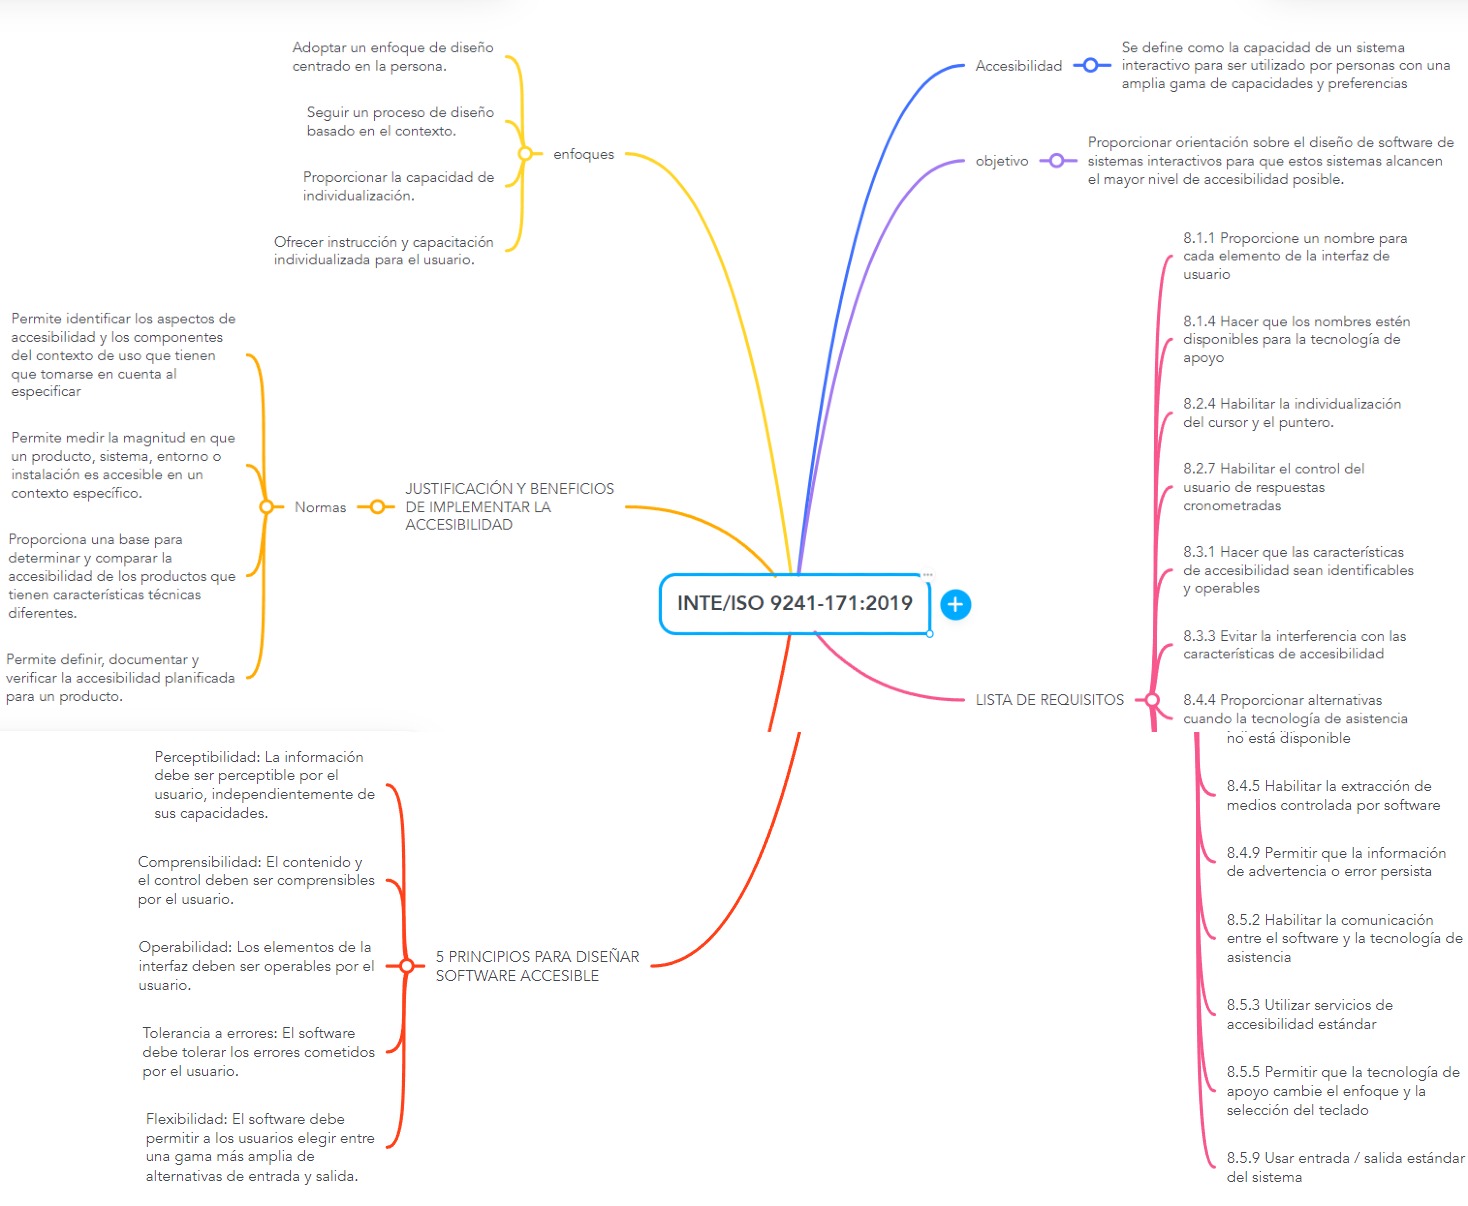 Adoptar un enfoque de diseño
centrado en la persona.
Seguir un proceso de diseño
basado en el contexto.
Proporcionar la capacidad de
individualización.
Ofrecer instrucción y capacitación
individualizada para el usuario.
enfoques
Permite identificar los aspectos de
accesibilidad y los componentes
del contexto de uso que tienen
que tomarse en cuenta al
especificar
Permite medir la magnitud en que
un producto, sistema, entorno o
instalación es accesible en un
contexto específico.
Proporciona una base para
determinar y comparar la
accesibilidad de los productos que
tienen características técnicas
diferentes.
Permite definir, documentar y
verificar la accesibilidad planificada
para un producto.
Normas
JUSTIFICACIÓN Y BENEFICIOS
DE IMPLEMENTAR LA
ACCESIBILIDAD
INTE/ISO 9241-171:2019
Accesibilidad
Se define como la capacidad de un sistema
interactivo para ser utilizado por personas con una
amplia gama de capacidades y preferencias
objetivo
Proporcionar orientación sobre el diseño de software de
sistemas interactivos para que estos sistemas alcancen
el mayor nivel de accesibilidad posible.
LISTA DE REQUISITOS
8.1.1 Proporcione un nombre para
cada elemento de la interfaz de
usuario
8.1.4 Hacer que los nombres estén
disponibles para la tecnología de
apoyo
8.2.4 Habilitar la individualización
del cursor y el puntero.
8.2.7 Habilitar el control del
usuario de respuestas
cronometradas
8.3.1 Hacer que las características
de accesibilidad sean identificables
y operables
8.3.3 Evitar la interferencia con las
características de accesibilidad
8.4.4 Proporcionar alternativas
cuando la tecnología de asistencia
no está disponible
8.4.5 Habilitar la extracción de
medios controlada por software
8.4.9 Permitir que la información
de advertencia o error persista
8.5.2 Habilitar la comunicación
entre el software y la tecnología de
asistencia
8.5.3 Utilizar servicios de
accesibilidad estándar
8.5.5 Permitir que la tecnología de
apoyo cambie el enfoque y la
selección del teclado
8.5.9 Usar entrada / salida estándar
del sistema
Perceptibilidad: La información
debe ser perceptible por el
usuario, independientemente de
sus capacidades.
Comprensibilidad: El contenido y
el control deben ser comprensibles
por el usuario.
Operabilidad: Los elementos de la
interfaz deben ser operables por el
usuario.
Tolerancia a errores: El software
debe tolerar los errores cometidos
por el usuario.
Flexibilidad: El software debe
permitir a los usuarios elegir entre
una gama más amplia de
alternativas de entrada y salida.
5 PRINCIPIOS PARA DISEÑAR
SOFTWARE ACCESIBLE